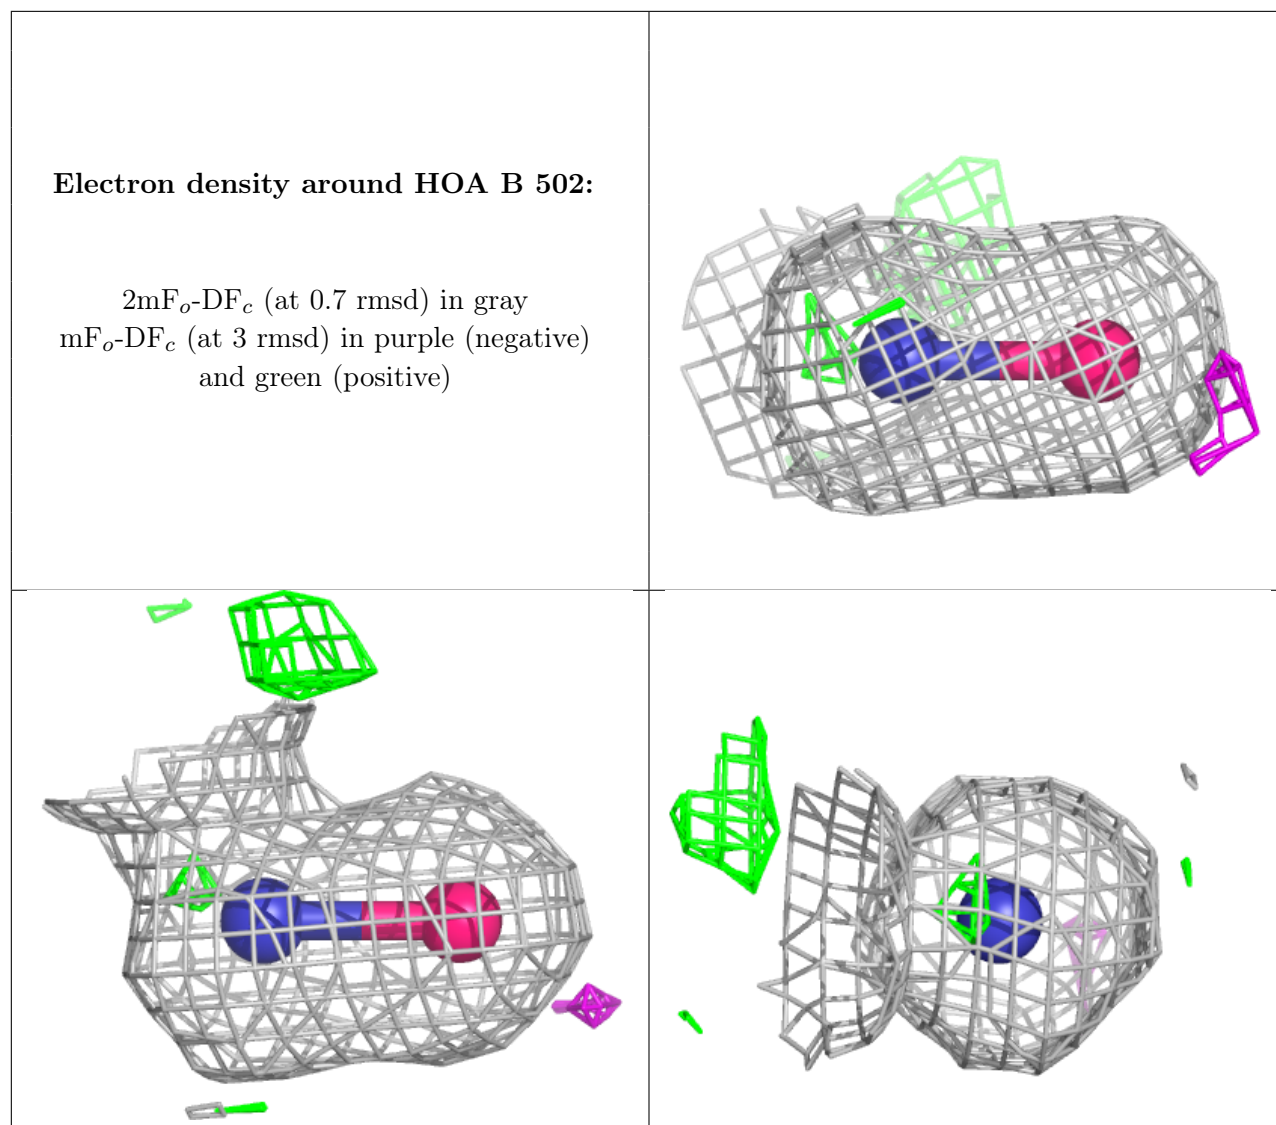 Electron density around HOA B 502:
2mFo-DFc (at 0.7 rmsd) in gray
mFo-DFc (at 3 rmsd) in purple (negative)
and green (positive)